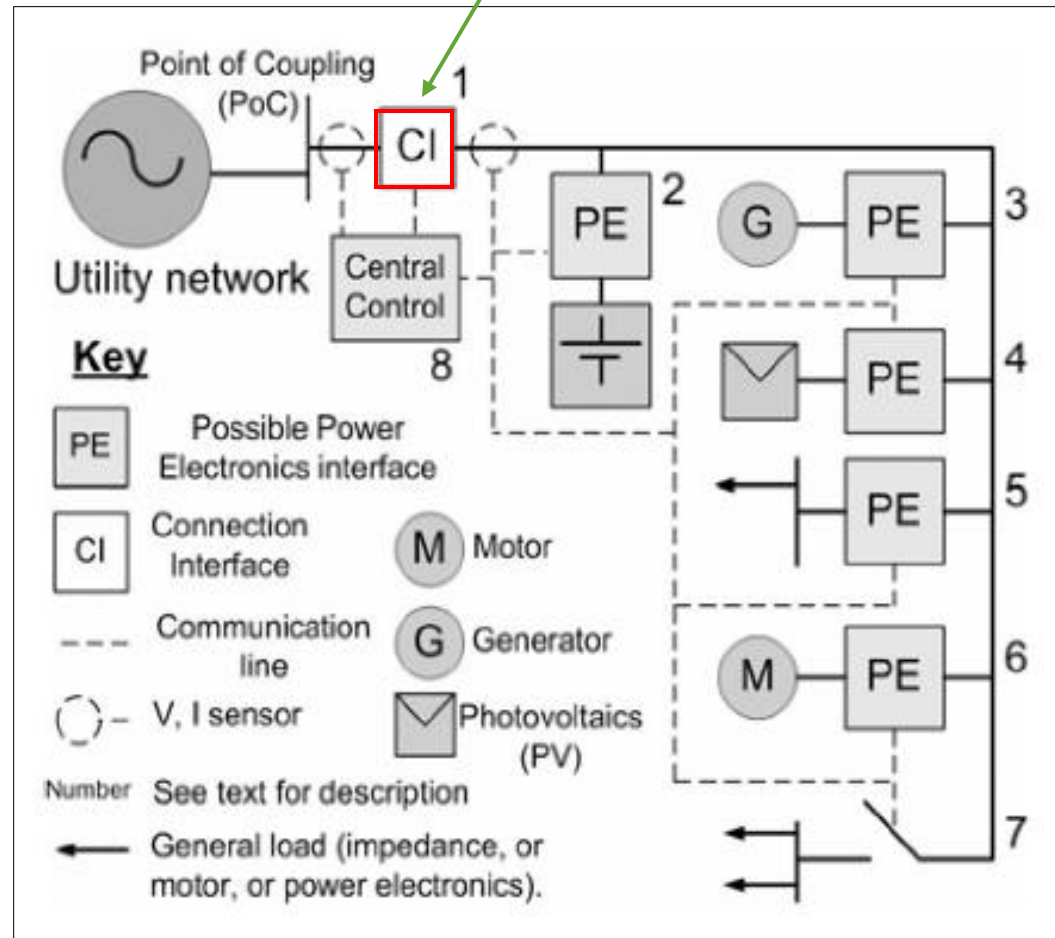 Point of Coupling
(PoC)
1
CI
2
PE
3
G
PE
Utility network
Central
Control
8
4
PE
5
PE
6
M
PE
7
Key
PE
Possible Power
Electronics interface
CI
Connection
Interface
M
Motor
Communication
line
G
Generator
V, I sensor
Photovoltaics
(PV)
Number
See text for description
General load (impedance, or
motor, or power electronics).